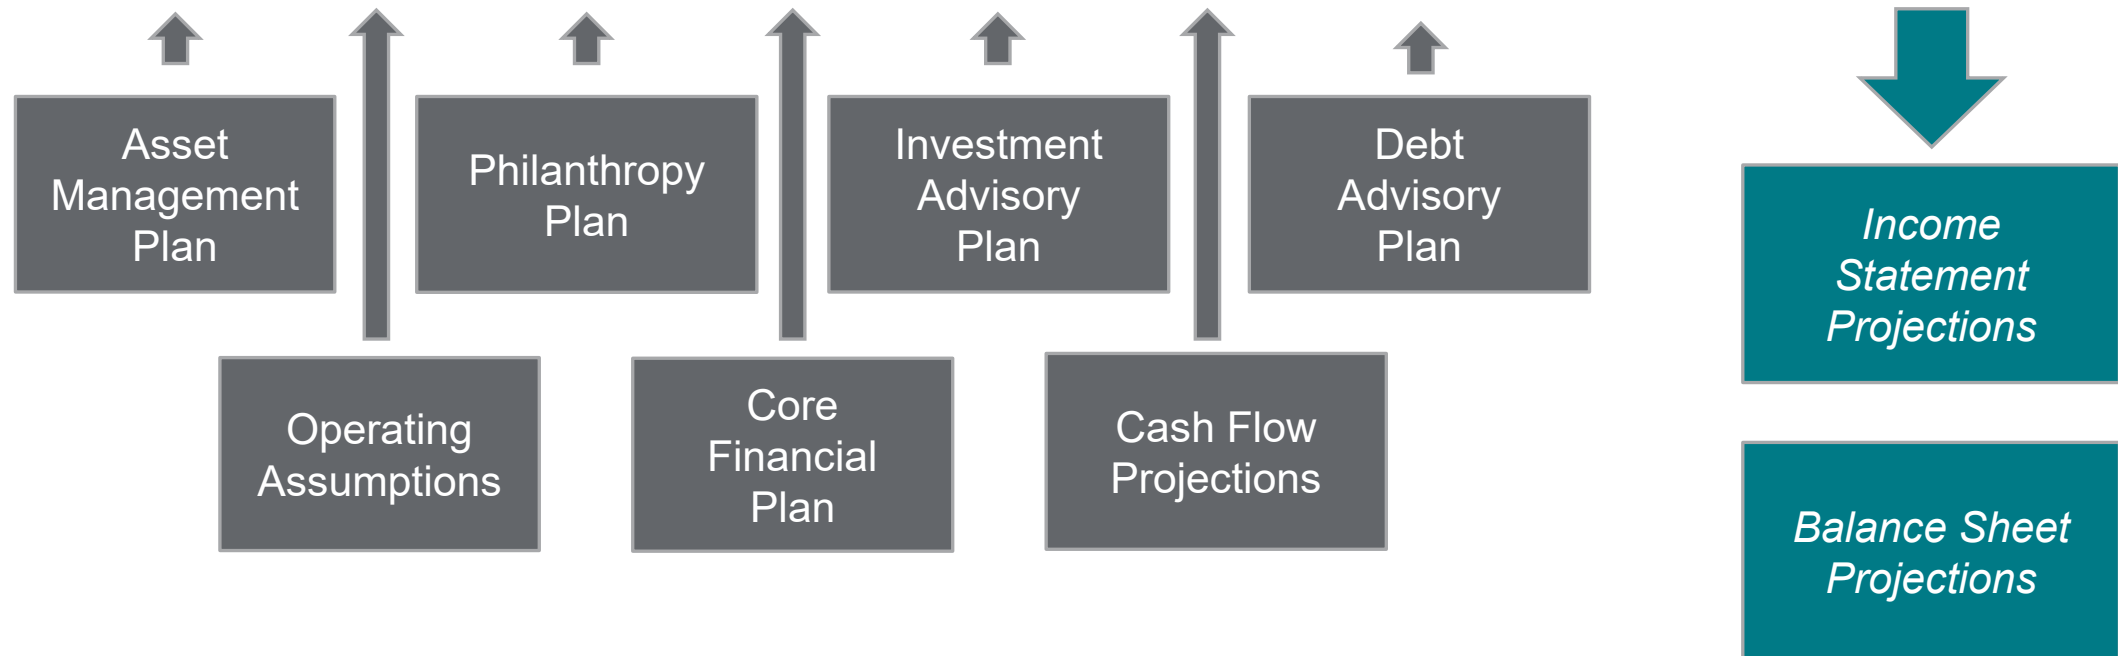 Asset
Management
Plan
Philanthropy
Plan
Investment
Advisory
Plan
Debt
Advisory
Plan
Income
Statement
Projections
Operating
Assumptions
Core
Financial
Plan
Cash Flow
Projections
Balance Sheet
Projections